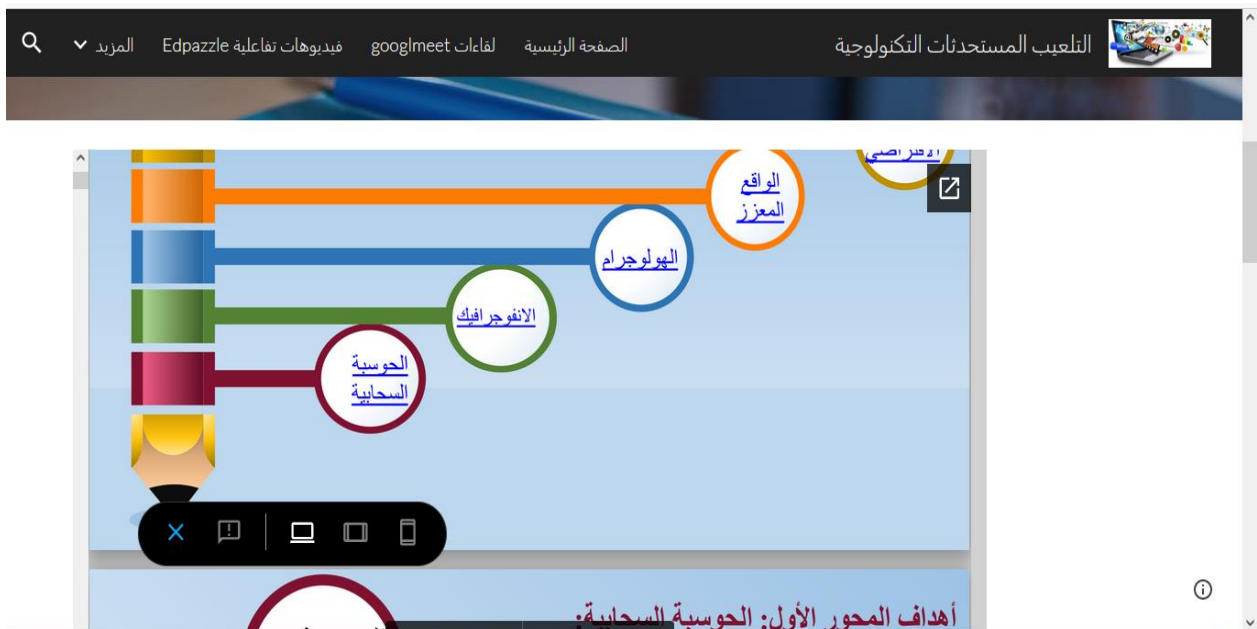 التلعيب المستحدثات التكنولوجية
الصفحة الرئيسية
لقاءات googlmeet
فيديوهات تفاعلية Edpazzle
المزيد
الافتراضي
الواقع
المعزز
الهولوجرام
الانفوجرافيك
الحوسبة
السحابية
أهداف المحور الأول: الحوسبة السحابية: